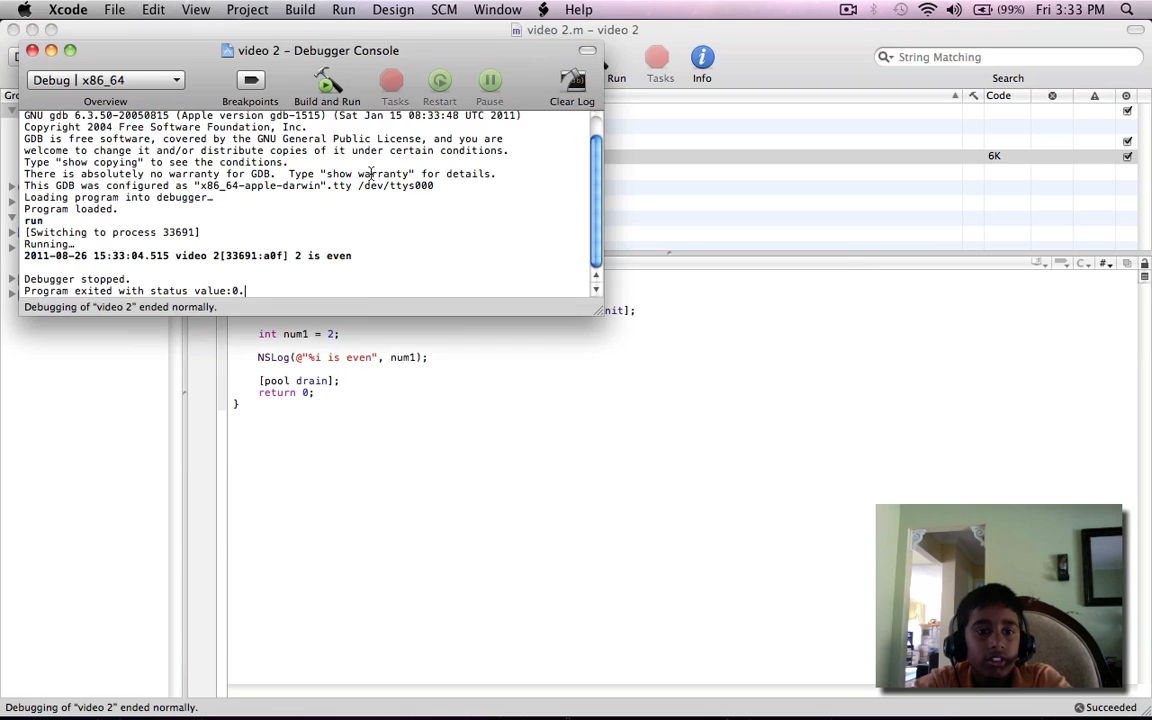 Xcode File Edit View Project Build Run Design SCM Window Help (99%) Fri 3:33 PM
video 2.m - video 2
video 2 – Debugger Console
String Matching
Debug | x86_64
Overview Breakpoints Build and Run Tasks Restart Pause Clear Log
Run Tasks Info Search
Code
6K
GNU gdb 6.3.50-20050815 (Apple version gdb-1515) (Sat Jan 15 08:33:48 UTC 2011)
Copyright 2004 Free Software Foundation, Inc.
GDB is free software, covered by the GNU General Public License, and you are
welcome to change it and/or distribute copies of it under certain conditions.
Type "show copying" to see the conditions.
There is absolutely no warranty for GDB.  Type "show warranty" for details.
This GDB was configured as "x86_64-apple-darwin".tty /dev/ttys000
Loading program into debugger…
Program loaded.
run
[Switching to process 33691]
Running…
2011-08-26 15:33:04.515 video 2[33691:a0f] 2 is even
Debugger stopped.
Program exited with status value:0.
Debugging of "video 2" ended normally.
int num1 = 2;
NSLog(@"%i is even", num1);
[pool drain];
return 0;
}
Debugging of "video 2" ended normally.
Succeeded